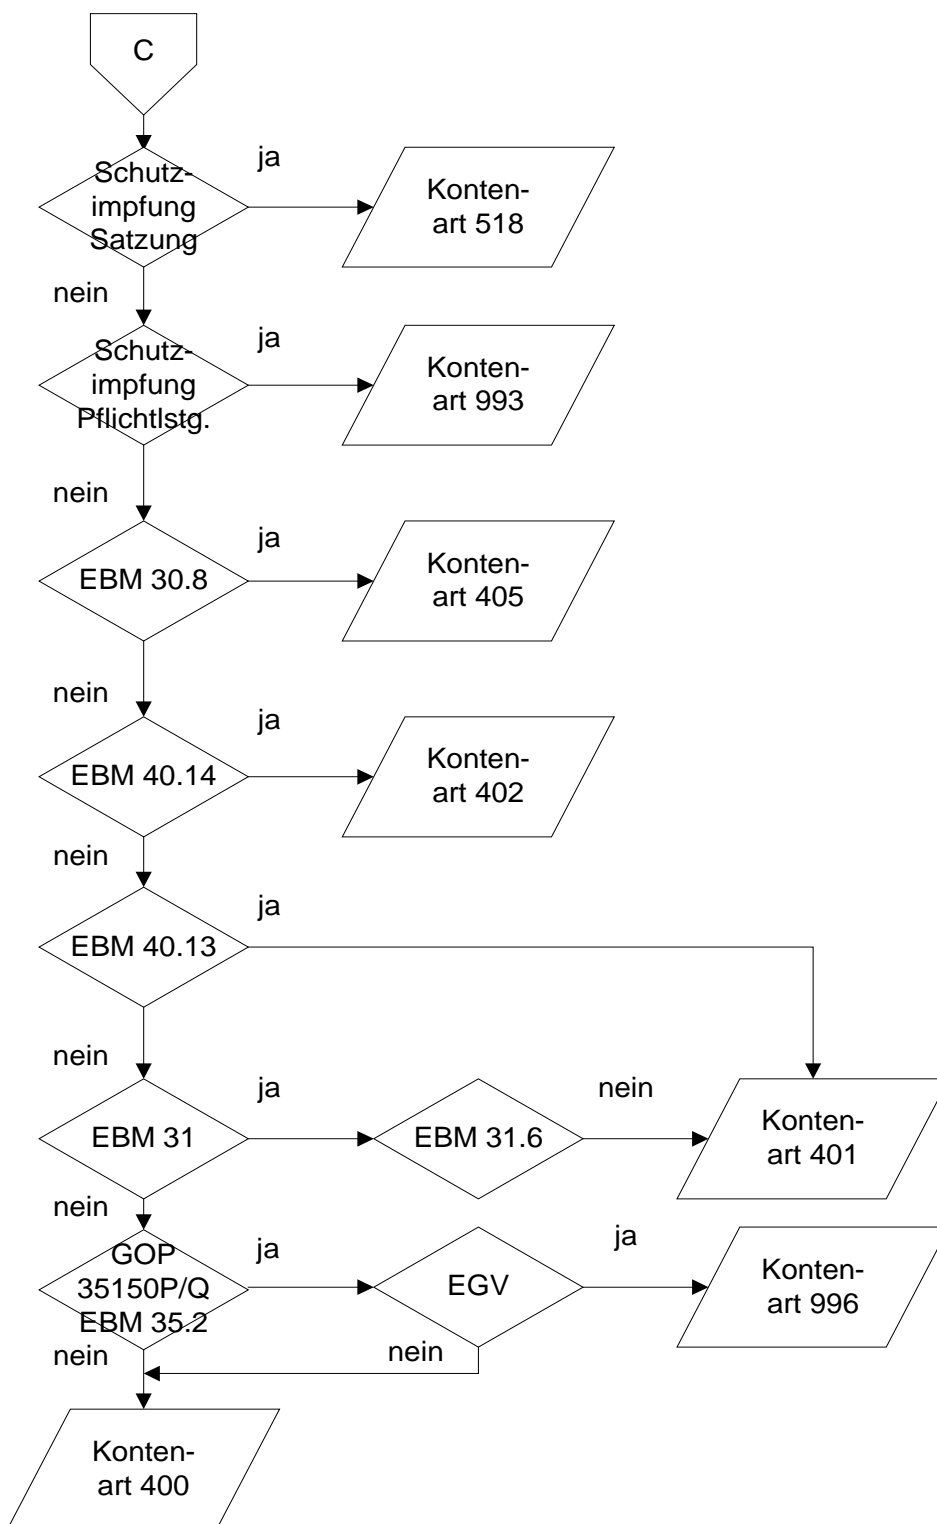 C
ja
Schutz-
impfung
Satzung
Konten-
art 518
nein
ja
Schutz-
impfung
Pflichtlstg.
Konten-
art 993
nein
ja
EBM 30.8
Konten-
art 405
nein
ja
EBM 40.14
Konten-
art 402
nein
ja
EBM 40.13
nein
ja
nein
EBM 31
EBM 31.6
Konten-
art 401
nein
ja
ja
GOP
35150P/Q
EBM 35.2
EGV
Konten-
art 996
nein
nein
Konten-
art 400